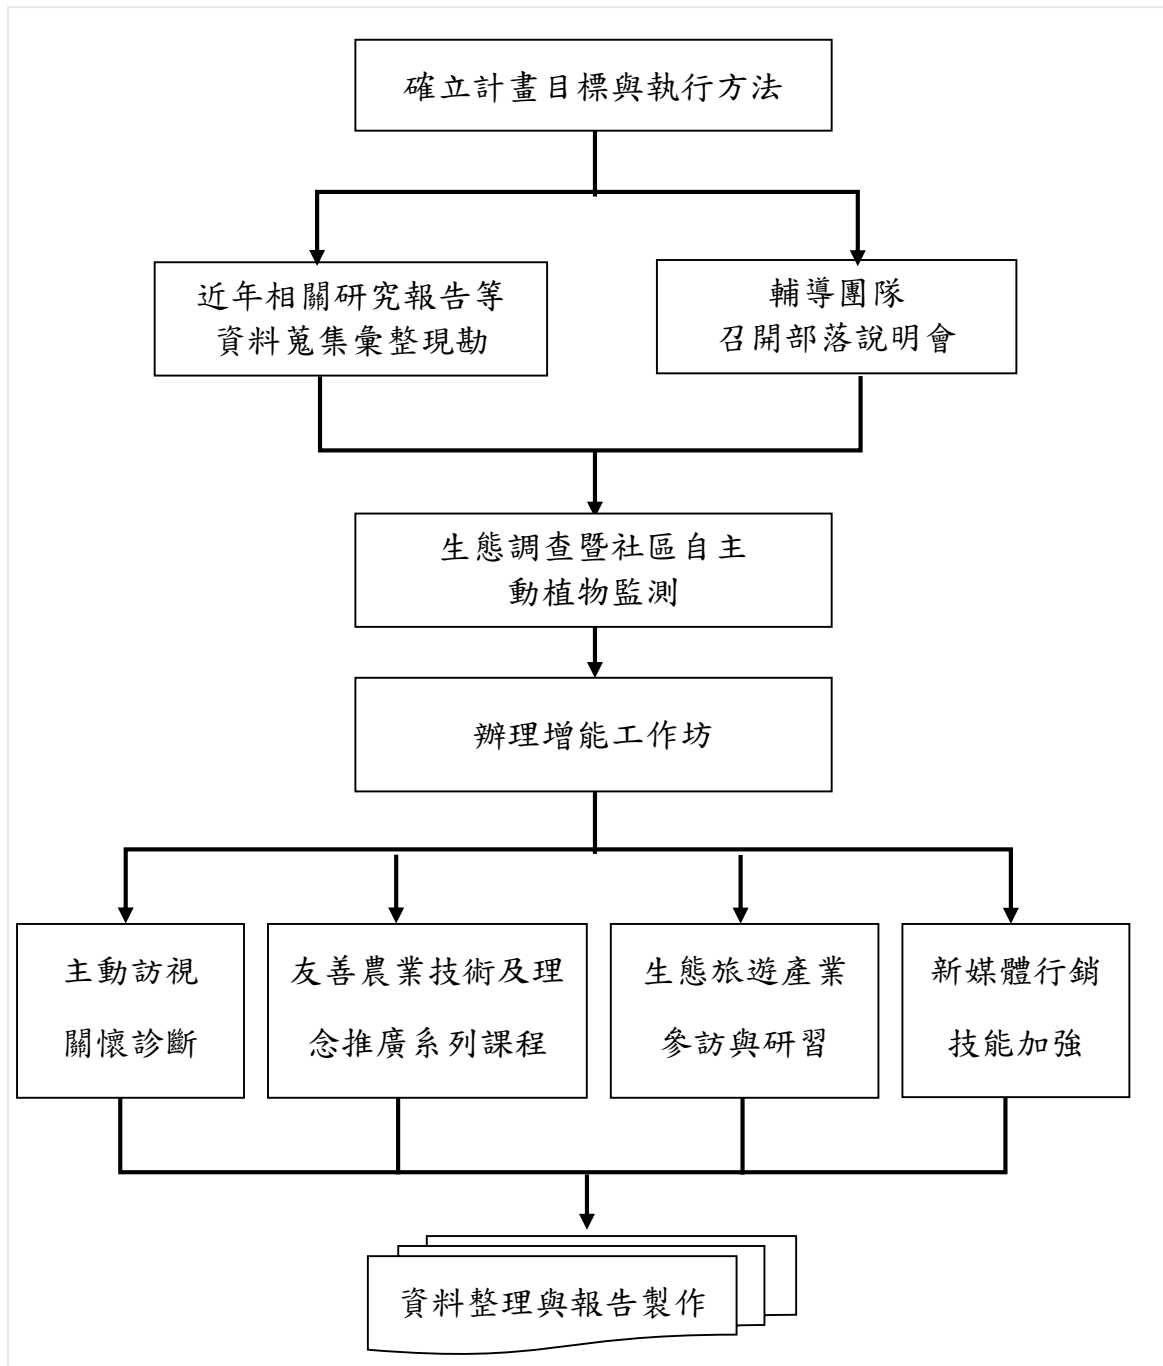 確立計畫目標與執行方法
近年相關研究報告等
資料蒐集彙整現勘
輔導團隊
召開部落說明會
生態調查暨社區自主
動植物監測
辦理增能工作坊
主動訪視
關懷診斷
友善農業技術及理
念推廣系列課程
生態旅遊產業
參訪與研習
新媒體行銷
技能加強
資料整理與報告製作